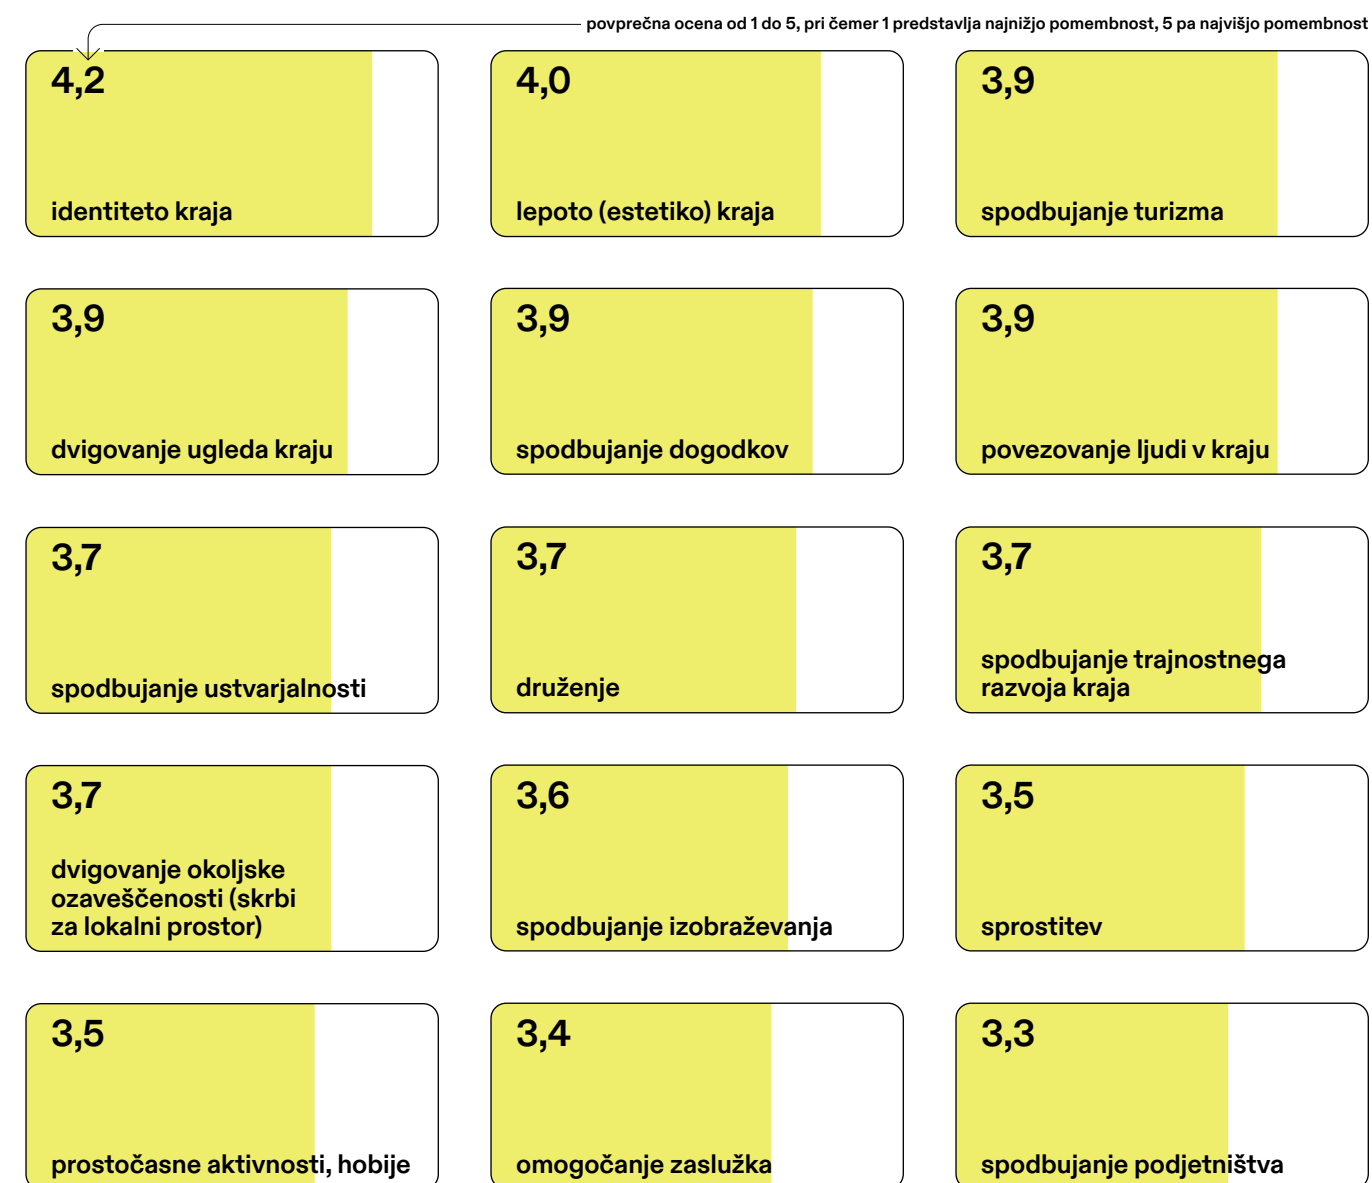 povprečna ocena od 1 do 5, pri čemer 1 predstavlja najnižjo pomembnost, 5 pa najvišjo pomembnost
4,2
identiteto kraja
4,0
lepoto (estetiko) kraja
3,9
spodbujanje turizma
3,9
dvigovanje ugleda kraju
3,9
spodbujanje dogodkov
3,9
povezovanje ljudi v kraju
3,7
spodbujanje ustvarjalnosti
3,7
druženje
3,7
spodbujanje trajnostnega
razvoja kraja
3,7
dvigovanje okoljske
ozaveščenosti (skrbi
za lokalni prostor)
3,6
spodbujanje izobraževanja
3,5
sprostitev
3,5
prostočasne aktivnosti, hobije
3,4
omogočanje zaslužka
3,3
spodbujanje podjetništva